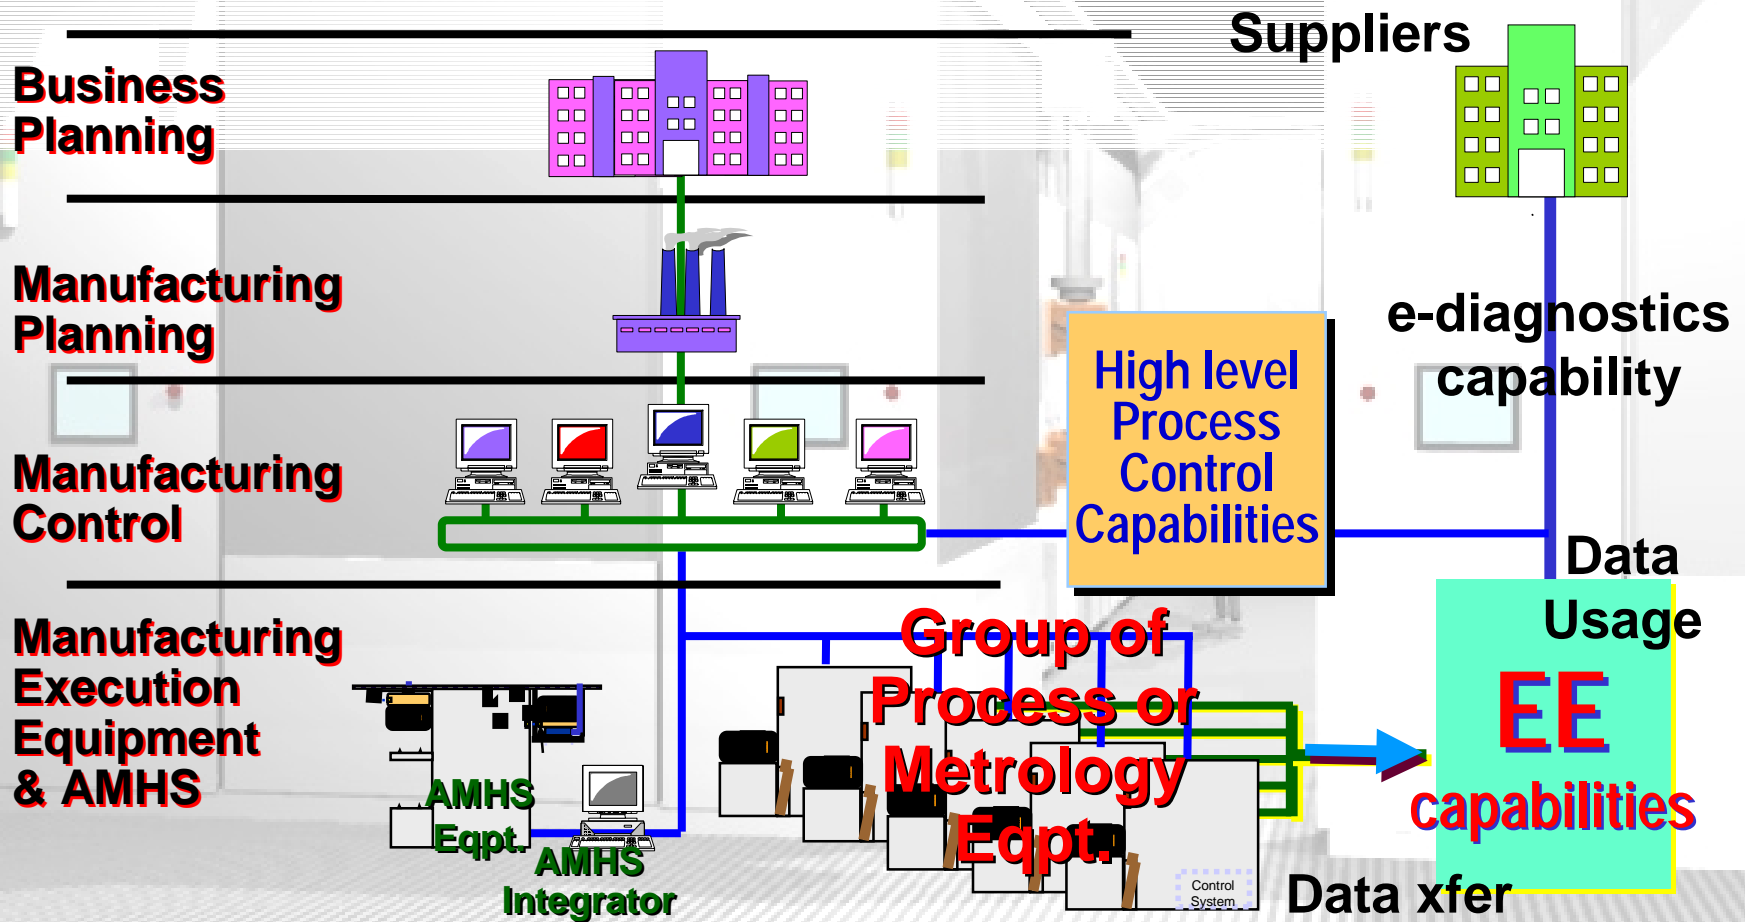 Suppliers
Business
Planning
Manufacturing
Planning
e-diagnostics
capability
High level
Process
Control
Capabilities
Manufacturing
Control
Data
Usage
Manufacturing
Execution
Equipment
& AMHS
Group of
Process or
Metrology
Eqpt.
EE
capabilities
AMHS
Eqpt.
AMHS
Integrator
Control
System
Data xfer